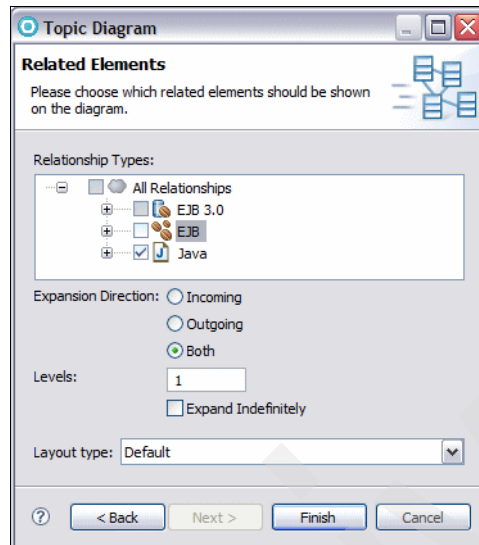 Topic Diagram
Related Elements
Please choose which related elements should be shown
on the diagram.
Relationship Types:
All Relationships
EJB 3.0
EJB
Java
Expansion Direction:
Incoming
Outgoing
Both
Levels:
1
Expand Indefinitely
Layout type: Default
? < Back Next > Finish Cancel